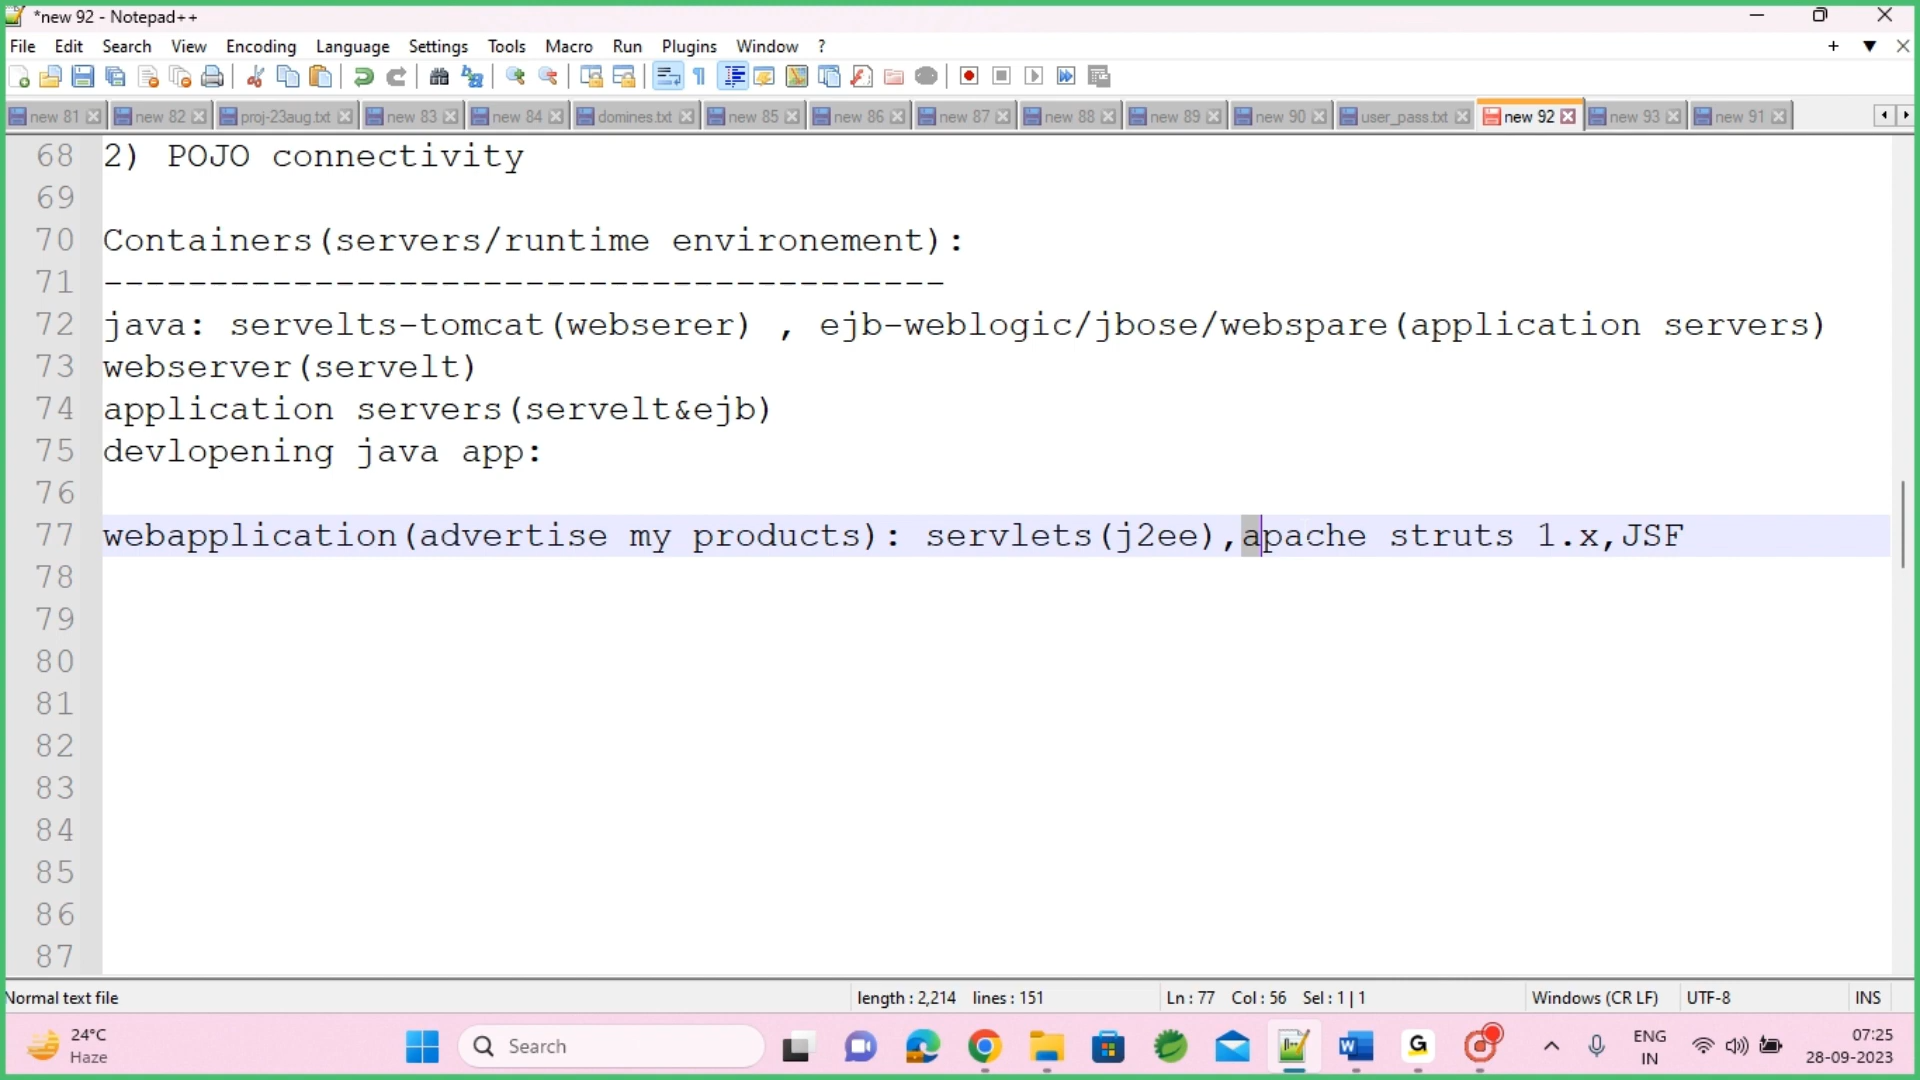 *new 92 - Notepad++
File Edit Search View Encoding Language Settings Tools Macro Run Plugins Window ?
new 81 new 82 proj-23aug.txt new 83 new 84 domines.txt new 85 new 86 new 87 new 88 new 89 new 90 user_pass.txt new 92 new 93 new 91
68 2) POJO connectivity
69
70 Containers(servers/runtime environement):
71 ----------------------------------------
72 java: servelts-tomcat(webserer) , ejb-weblogic/jbose/webspare(application servers)
73 webserver(servelt)
74 application servers(servelt&ejb)
75 devlopening java app:
76
77 webapplication(advertise my products): servlets(j2ee),apache struts 1.x,JSF
78
79
80
81
82
83
84
85
86
87
Normal text file length : 2,214 lines : 151 Ln : 77 Col : 56 Sel : 1 | 1 Windows (CR LF) UTF-8 INS
24°C
Haze
Search
ENG
IN
07:25
28-09-2023